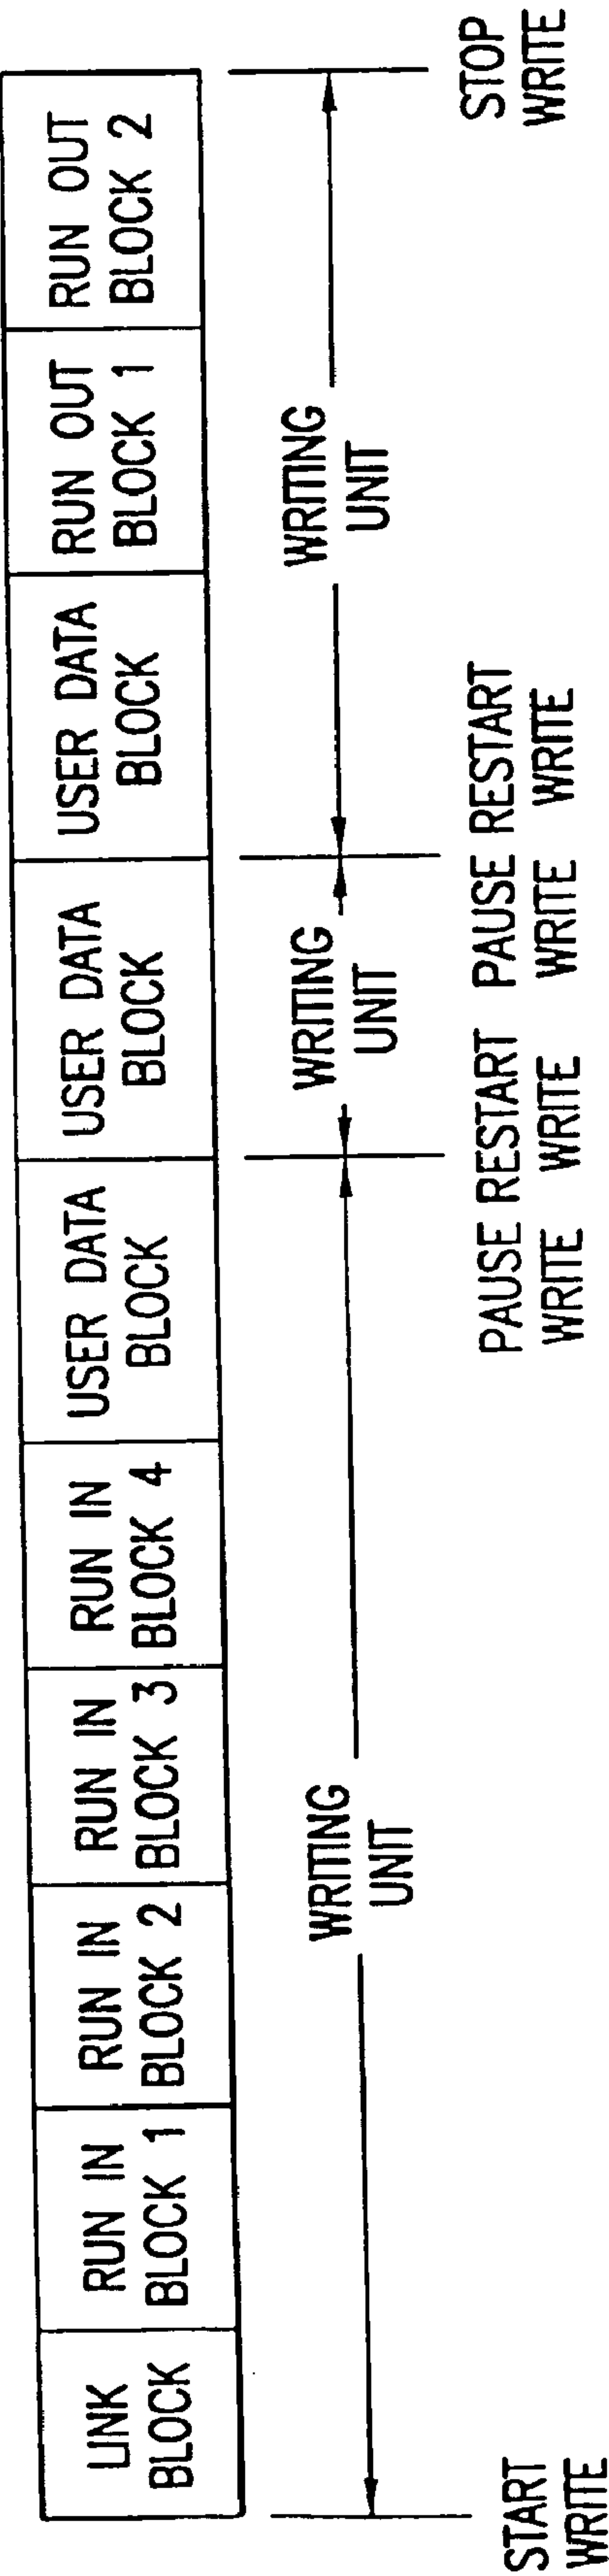 LINK
BLOCK
RUN IN
BLOCK 1
RUN IN
BLOCK 2
RUN IN
BLOCK 3
RUN IN
BLOCK 4
USER DATA
BLOCK
USER DATA
BLOCK
USER DATA
BLOCK
RUN OUT
BLOCK 1
RUN OUT
BLOCK 2
WRITING
UNIT
WRITING
UNIT
WRITING
UNIT
START
WRITE
PAUSE RESTART
WRITE WRITE
PAUSE RESTART
WRITE WRITE
STOP
WRITE